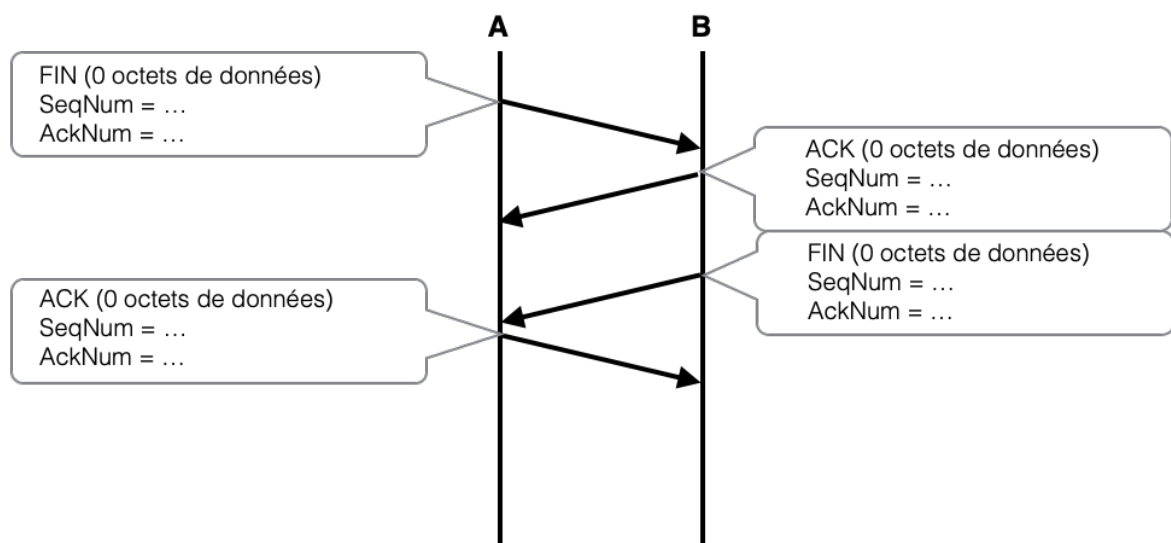 A
B
FIN (0 octets de données)
SeqNum = …
AckNum = …
ACK (0 octets de données)
SeqNum = …
AckNum = …
FIN (0 octets de données)
SeqNum = …
AckNum = …
ACK (0 octets de données)
SeqNum = …
AckNum = …